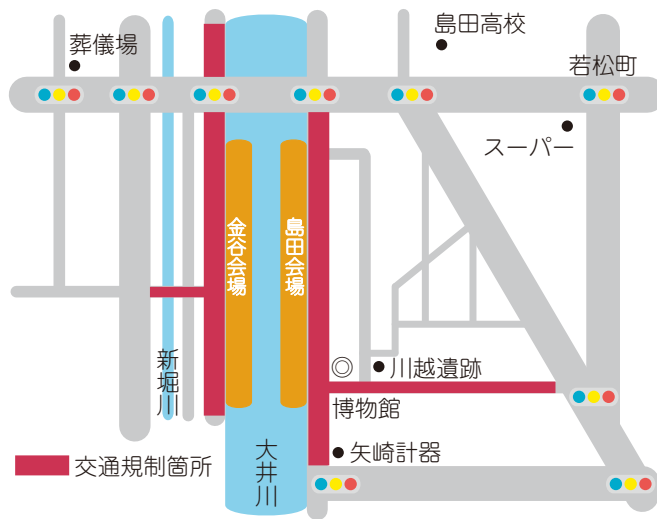 葬儀場
島田高校
若松町
スーパー
金谷会場
島田会場
新堀川
◎
川越遺跡
博物館
大井川
矢崎計器
交通規制箇所